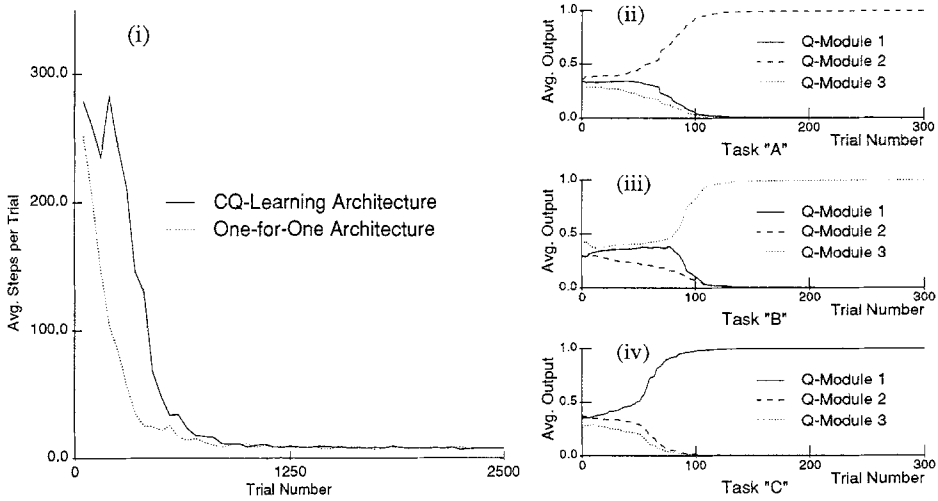 (i)
300.0
200.0
100.0
0.0
Avg. Steps per Trial
CQ-Learning Architecture
One-for-One Architecture
0
1250
2500
Trial Number
(ii)
1.0
0.5
0.0
Avg. Output
Q-Module 1
Q-Module 2
Q-Module 3
0
100
200
300
Task "A"
Trial Number
(iii)
1.0
0.5
0.0
Avg. Output
Q-Module 1
Q-Module 2
Q-Module 3
0
100
200
300
Task "B"
Trial Number
(iv)
1.0
0.5
0.0
Avg. Output
Q-Module 1
Q-Module 2
Q-Module 3
0
100
200
300
Task "C"
Trial Number